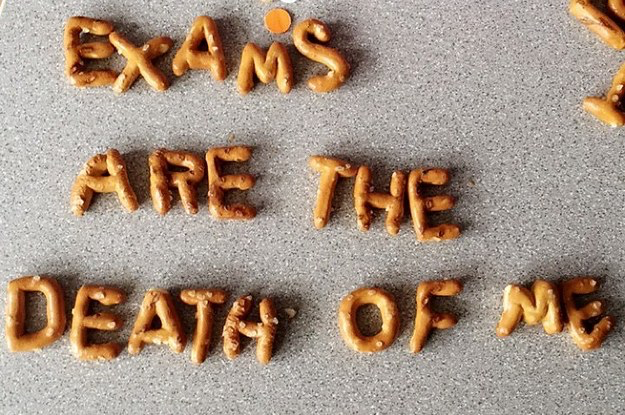 EXAMS
ARE THE
DEATH OF ME